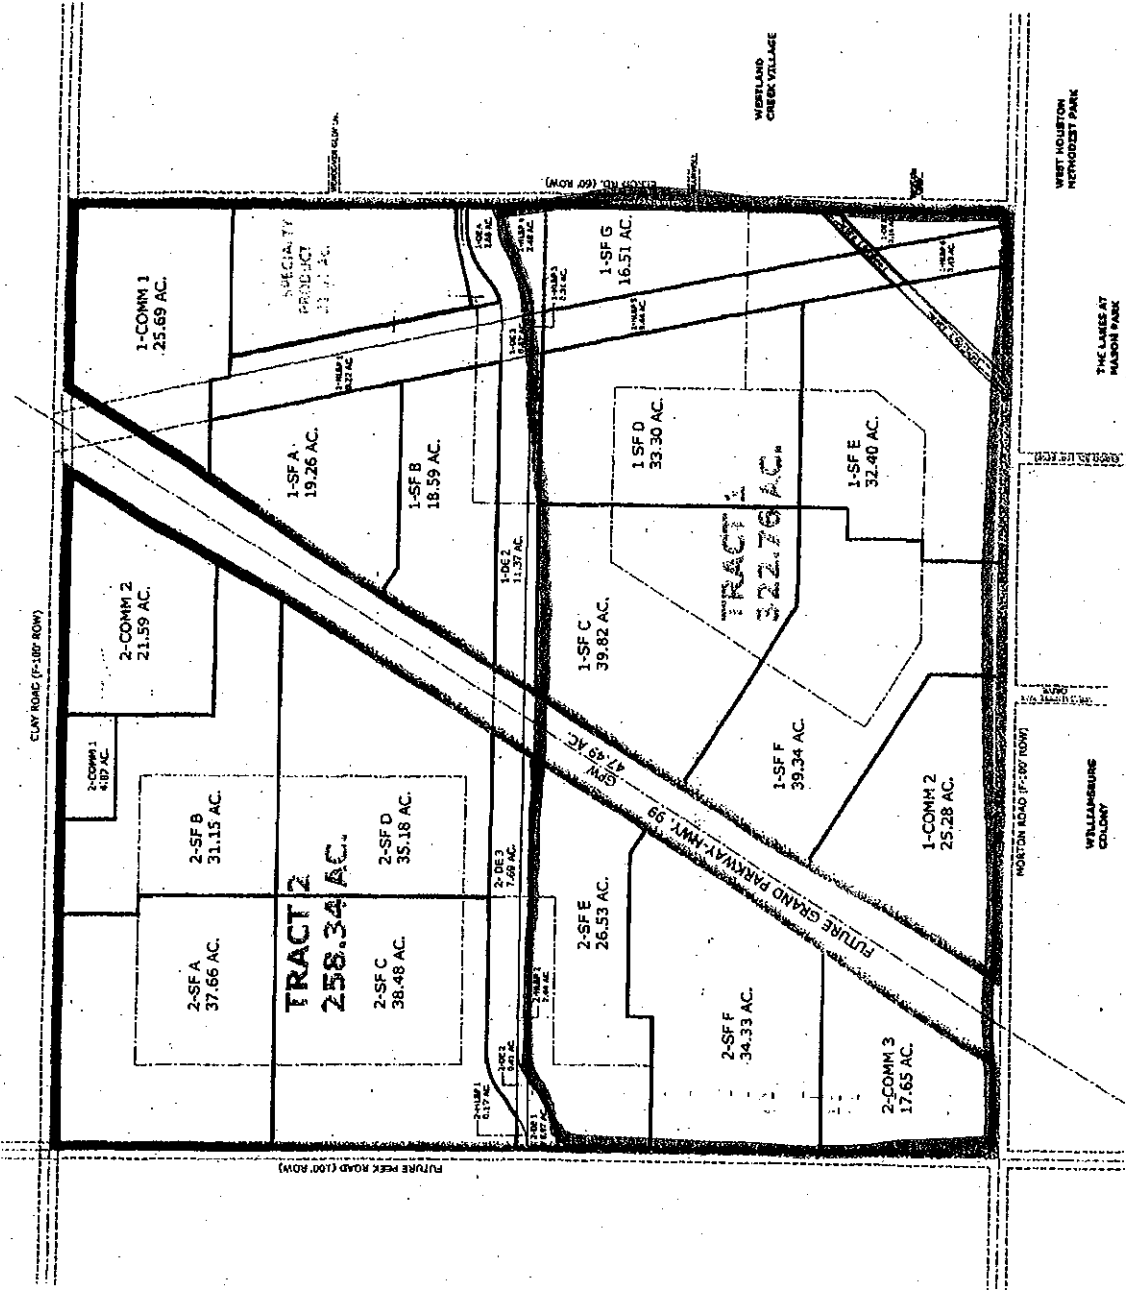 CLAY ROAD (F-100' ROW)
WESTLAND
CREEK VILLAGE
WEST HOUSTON
METHODIST PARK
THE LAKES AT
MASON PARK
WILLIAMSBURG
COLONY
MORTON ROAD (F-100' ROW)
FUTURE PEEK ROAD (100' ROW)
1-COMM 1
25.69 AC.
SPECIALTY
PRODUCT
1-SF G
16.51 AC.
1-SF A
19.26 AC.
1-SF B
18.59 AC.
1 SF D
33.30 AC.
1-SF E
32.40 AC.
TRACT 1
322.76 AC.
1-DE 2
11.37 AC.
1-SF C
39.82 AC.
1-SF F
39.34 AC.
1-COMM 2
25.28 AC.
2-COMM 2
21.59 AC.
2-COMM 1
GPW
47.49 AC.
FUTURE GRAND PARKWAY-HWY. 99
2-SF B
31.15 AC.
2-SF D
35.18 AC.
2-DE 3
7.69 AC.
2-SF E
26.53 AC.
TRACT 2
258.34 AC.
2-SF A
37.66 AC.
2-SF C
38.48 AC.
2-SF F
34.33 AC.
2-COMM 3
17.65 AC.